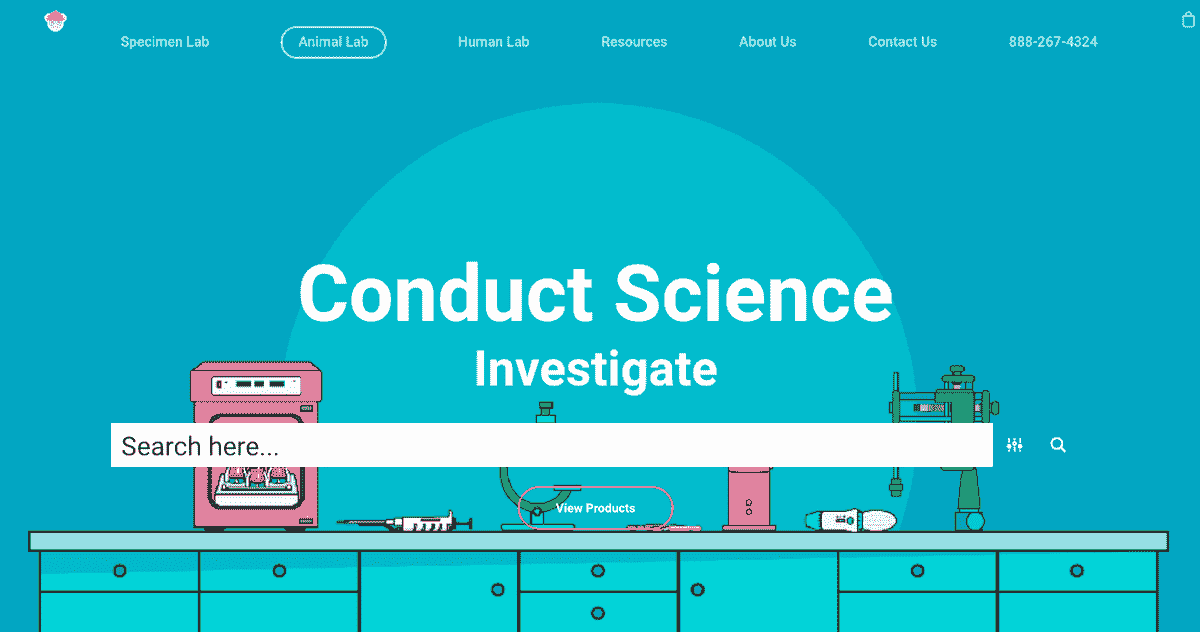 Specimen Lab
Animal Lab
Human Lab
Resources
About Us
Contact Us
888-267-4324
Conduct Science
Investigate
Search here...
View Products